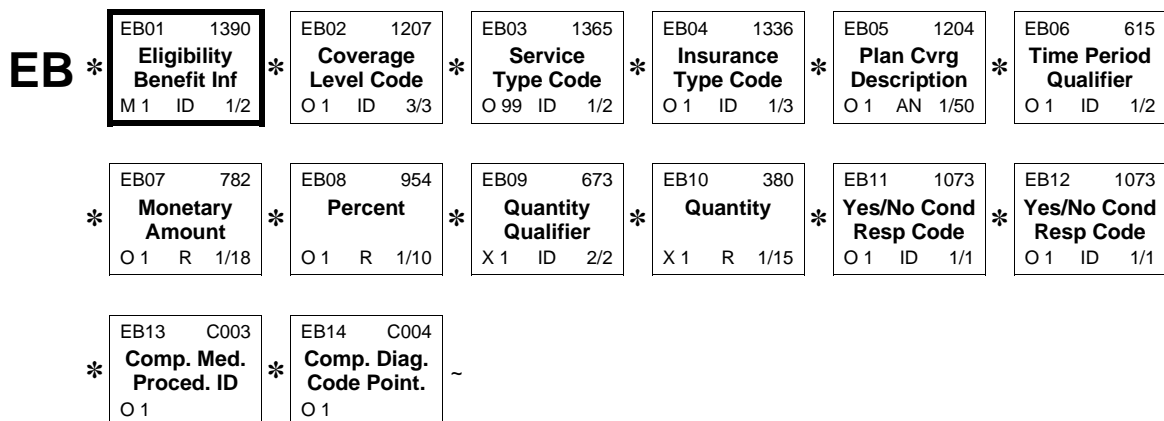 EB01 1390 EB02 1207 EB03 1365 EB04 1336 EB05 1204 EB06 615
EB * Eligibility * Coverage * Service * Insurance * Plan Cvrg * Time Period
Benefit Inf Level Code Type Code Type Code Description Qualifier
M 1 ID 1/2 O 1 ID 3/3 O 99 ID 1/2 O 1 ID 1/3 O 1 AN 1/50 O 1 ID 1/2
EB07 782 EB08 954 EB09 673 EB10 380 EB11 1073 EB12 1073
* Monetary * Percent * Quantity * Quantity * Yes/No Cond * Yes/No Cond
Amount Qualifier Resp Code Resp Code
O 1 R 1/18 O 1 R 1/10 X 1 ID 2/2 X 1 R 1/15 O 1 ID 1/1 O 1 ID 1/1
EB13 C003 EB14 C004
* Comp. Med. * Comp. Diag. ~
Proced. ID Code Point.
O 1 O 1